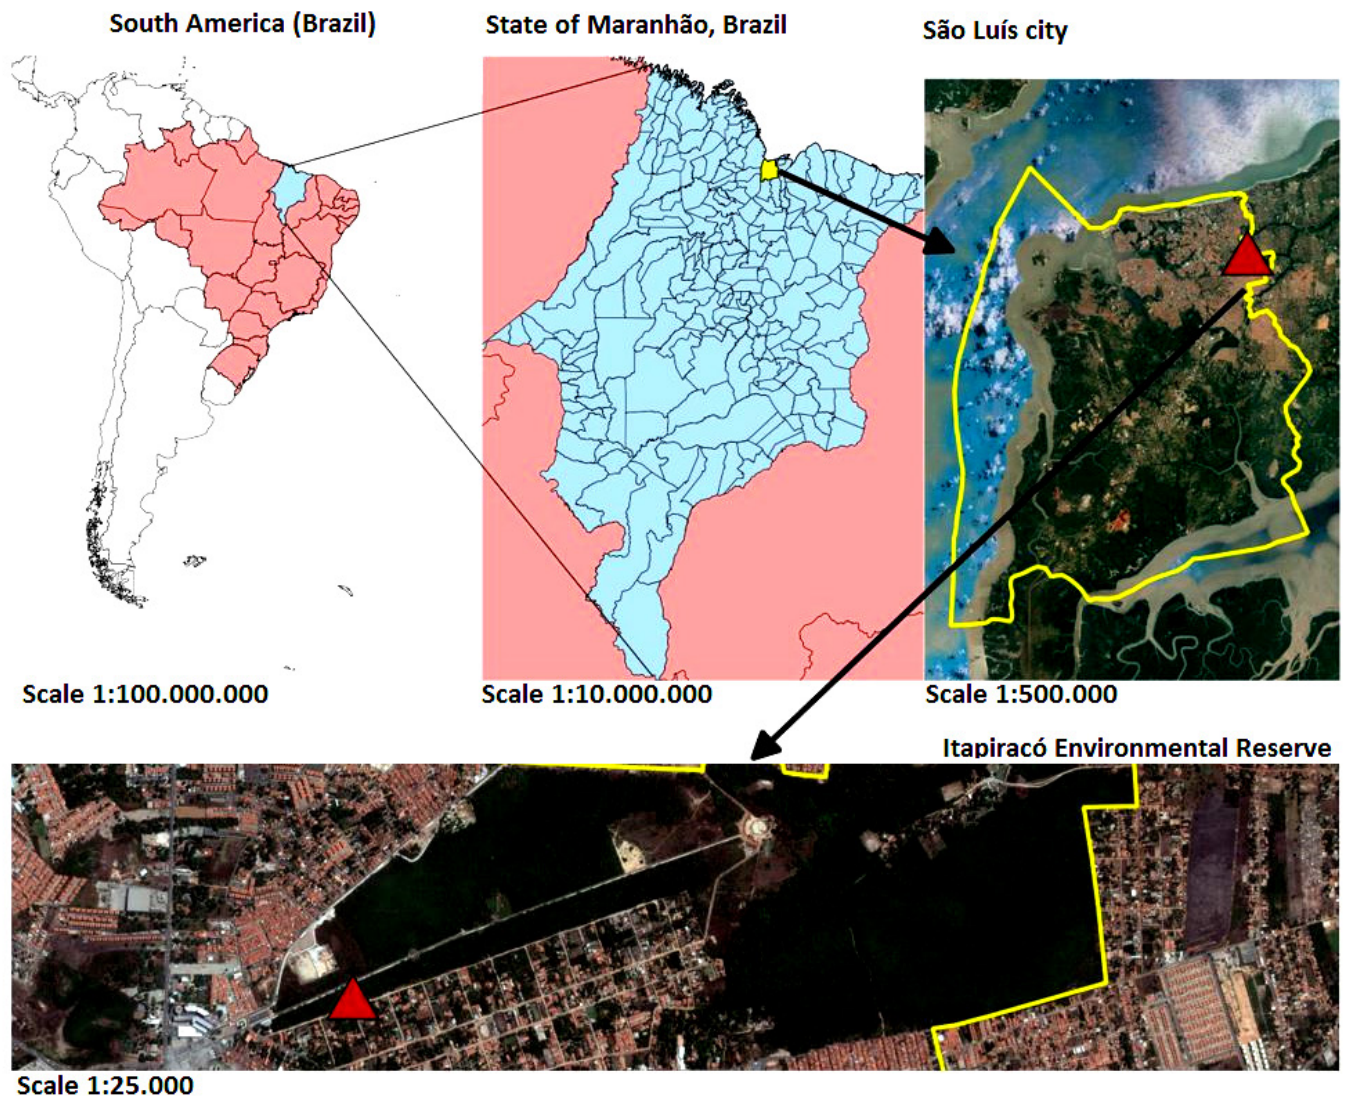 South America (Brazil)
State of Maranhão, Brazil
São Luís city
Scale 1:100.000.000
Scale 1:10.000.000
Scale 1:500.000
Itapiracó Environmental Reserve
Scale 1:25.000